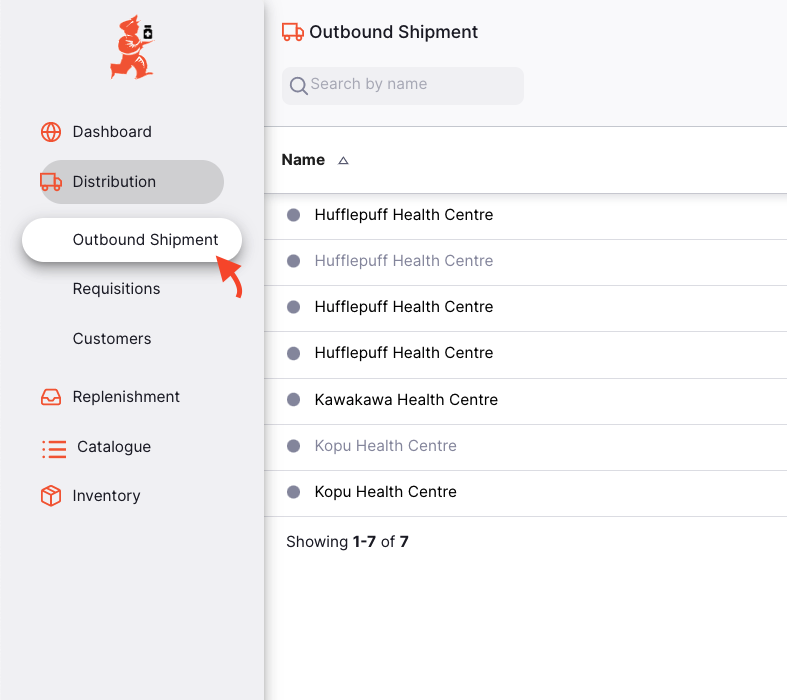 Dashboard
Distribution
Outbound Shipment
Requisitions
Customers
Replenishment
Catalogue
Inventory
Outbound Shipment
Search by name
Name
Hufflepuff Health Centre
Hufflepuff Health Centre
Hufflepuff Health Centre
Hufflepuff Health Centre
Kawakawa Health Centre
Kopu Health Centre
Kopu Health Centre
Showing 1-7 of 7